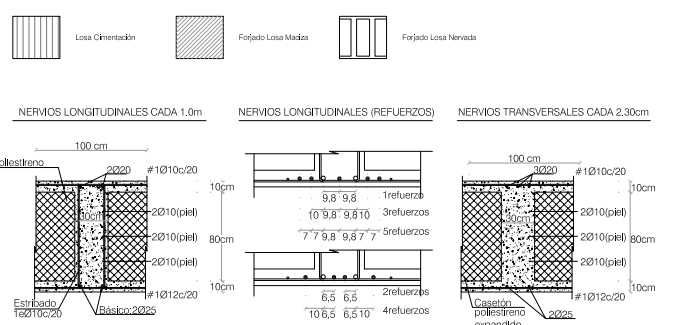 Losa Cimentación
Forjado Losa Maciza
Forjado Losa Nervada
NERVIOS LONGITUDINALES CADA 1.0m
100 cm
poliestireno
2Ø20
#1Ø10c/20
10cm
30cm
2Ø10(piel)
2Ø10(piel)
80cm
2Ø10(piel)
10cm
#1Ø12c/20
Estribado
1eØ10c/20
Básico:2Ø25
NERVIOS LONGITUDINALES (REFUERZOS)
9,8 9,8
1refuerzo
10 9,8 9,8 10
3refuerzos
7 7 9,8 9,8 7 7
5refuerzos
6,5 6,5
2refuerzos
10 6,5 6,5 10
4refuerzos
NERVIOS TRANSVERSALES CADA 2.30cm
100 cm
3Ø20
#1Ø10c/20
10cm
30cm
2Ø10(piel)
2Ø10(piel)
80cm
2Ø10(piel)
10cm
#1Ø12c/20
Casetón
poliestireno
expandido
2Ø25